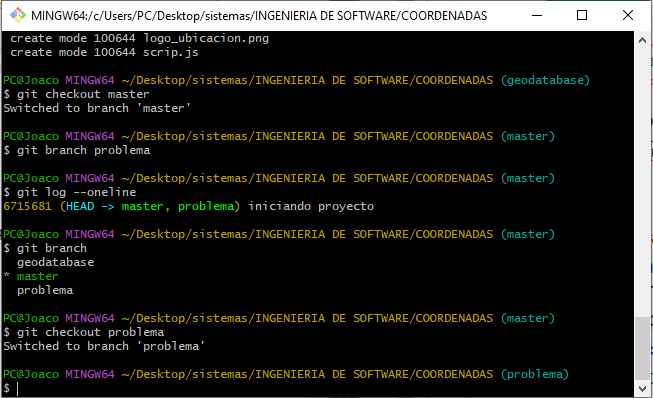 MINGW64:/c/Users/PC/Desktop/sistemas/INGENIERIA DE SOFTWARE/COORDENADAS
create mode 100644 logo_ubicacion.png
create mode 100644 scrip.js
PC@Joaco MINGW64 ~/Desktop/sistemas/INGENIERIA DE SOFTWARE/COORDENADAS (geodatabase)
$ git checkout master
Switched to branch 'master'
PC@Joaco MINGW64 ~/Desktop/sistemas/INGENIERIA DE SOFTWARE/COORDENADAS (master)
$ git branch problema
PC@Joaco MINGW64 ~/Desktop/sistemas/INGENIERIA DE SOFTWARE/COORDENADAS (master)
$ git log --oneline
6715681 (HEAD -> master, problema) iniciando proyecto
PC@Joaco MINGW64 ~/Desktop/sistemas/INGENIERIA DE SOFTWARE/COORDENADAS (master)
$ git branch
geodatabase
* master
problema
PC@Joaco MINGW64 ~/Desktop/sistemas/INGENIERIA DE SOFTWARE/COORDENADAS (master)
$ git checkout problema
Switched to branch 'problema'
PC@Joaco MINGW64 ~/Desktop/sistemas/INGENIERIA DE SOFTWARE/COORDENADAS (problema)
$